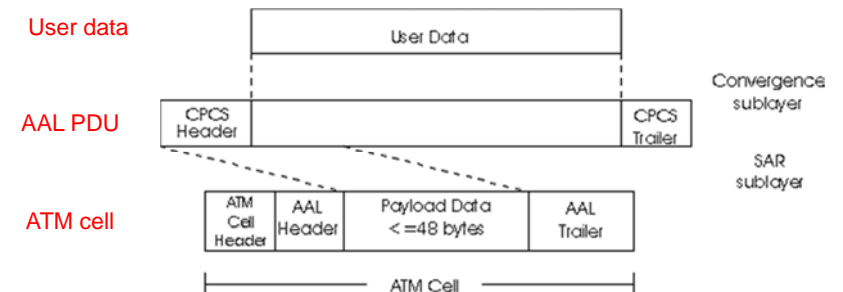 User data
User Data
Convergence
sublayer
AAL PDU
CPCS
Header
CPCS
Trailer
SAR
sublayer
ATM cell
ATM
Cell
Header
AAL
Header
Payload Data
<=48 bytes
AAL
Trailer
ATM Cell